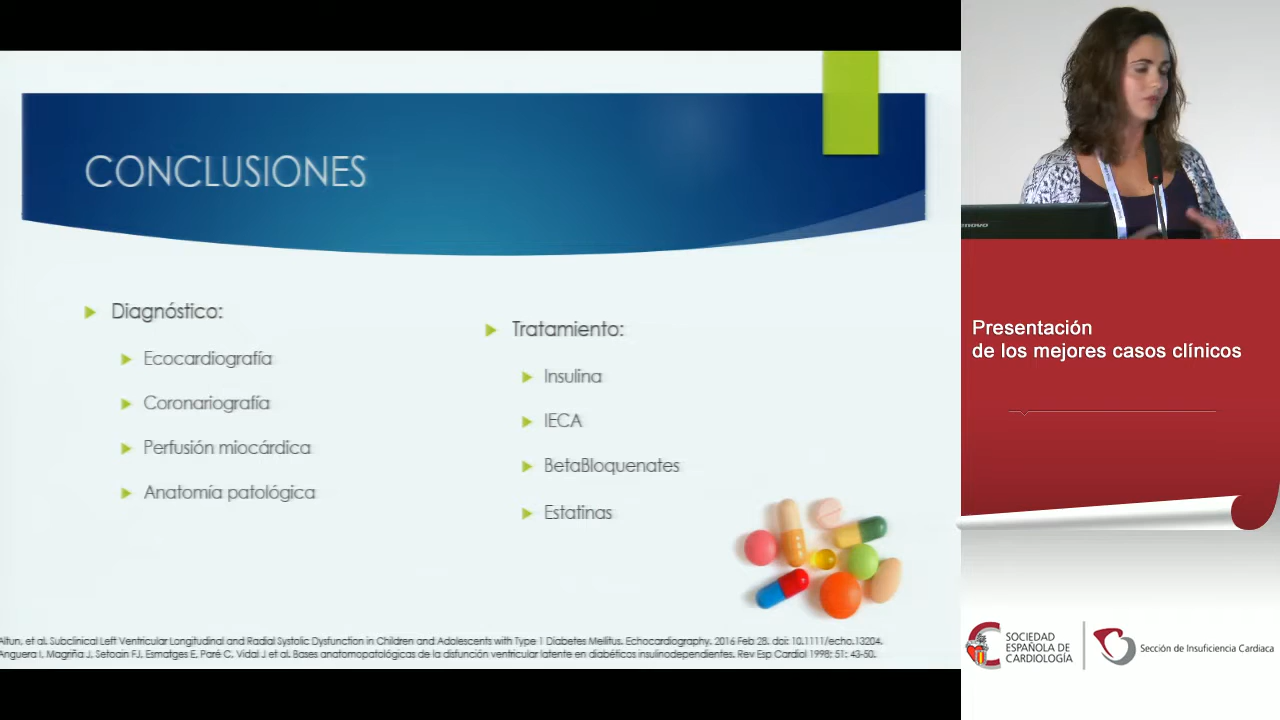 CONCLUSIONES
Diagnóstico:
Ecocardiografía
Coronariografía
Perfusión miocárdica
Anatomía patológica
Tratamiento:
Insulina
IECA
BetaBloquenates
Estatinas
Altun, et al. Subclinical Left Ventricular Longitudinal and Radial Systolic Dysfunction in Children and Adolescents with Type 1 Diabetes Mellitus. Echocardiography. 2016 Feb 28. doi: 10.1111/echo.13204.
Anguera I, Magriña J, Setoain FJ, Esmatges E, Paré C, Vidal J et al. Bases anatomopatológicas de la disfunción ventricular latente en diabéticos insulinodependientes. Rev Esp Cardiol 1998; 51: 43-50.
Presentación
de los mejores casos clínicos
SOCIEDAD
ESPAÑOLA DE
CARDIOLOGÍA
Sección de Insuficiencia Cardiaca